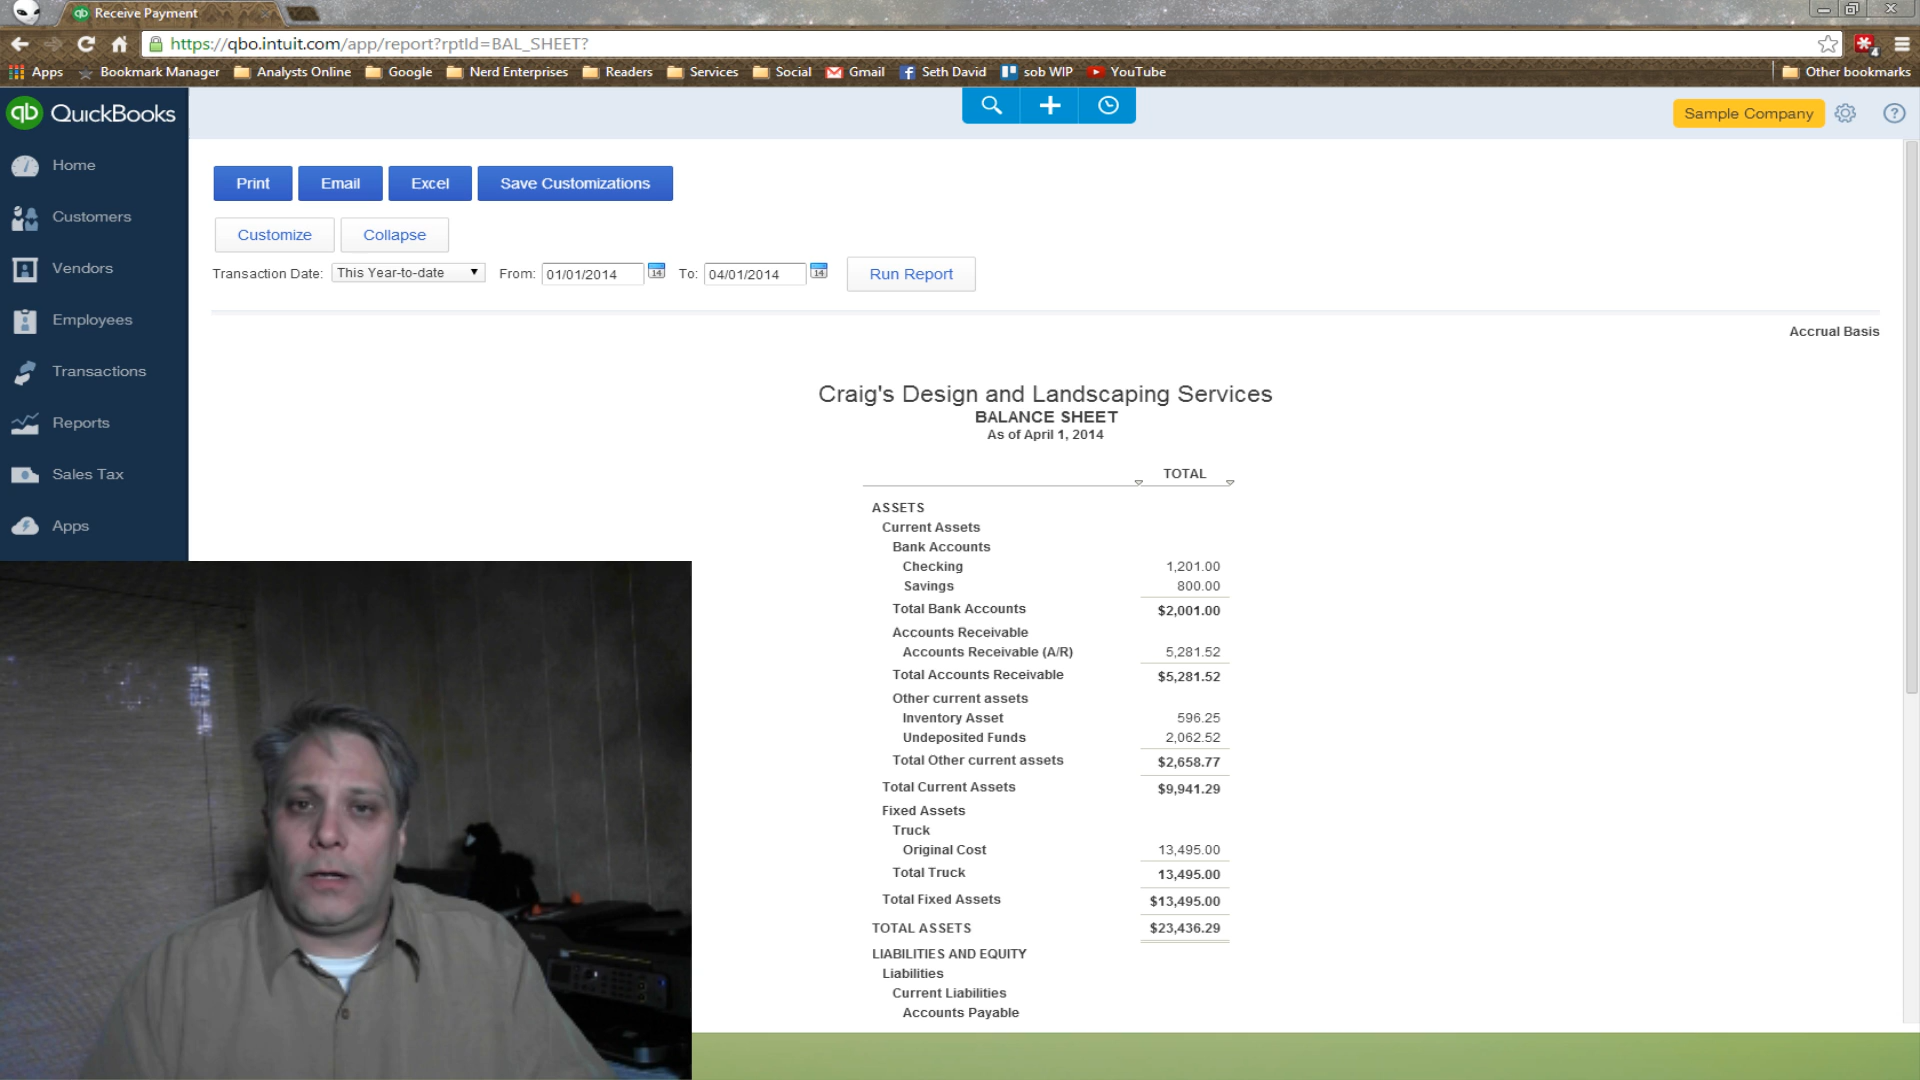 Receive Payment
https://qbo.intuit.com/app/report?rptId=BAL_SHEET?
4
Apps Bookmark Manager Analysts Online Google Nerd Enterprises Readers Services Social Gmail Seth David sob WIP YouTube Other bookmarks
qb QuickBooks
Sample Company ?
Home
Customers
Vendors
Employees
Transactions
Reports
Sales Tax
Apps
Print Email Excel Save Customizations
Customize Collapse
Transaction Date: This Year-to-date From: 01/01/2014 14 To: 04/01/2014 14 Run Report
Accrual Basis
Craig's Design and Landscaping Services
BALANCE SHEET
As of April 1, 2014
TOTAL
ASSETS
Current Assets
Bank Accounts
Checking 1,201.00
Savings 800.00
Total Bank Accounts $2,001.00
Accounts Receivable
Accounts Receivable (A/R) 5,281.52
Total Accounts Receivable $5,281.52
Other current assets
Inventory Asset 596.25
Undeposited Funds 2,062.52
Total Other current assets $2,658.77
Total Current Assets $9,941.29
Fixed Assets
Truck
Original Cost 13,495.00
Total Truck 13,495.00
Total Fixed Assets $13,495.00
TOTAL ASSETS $23,436.29
LIABILITIES AND EQUITY
Liabilities
Current Liabilities
Accounts Payable